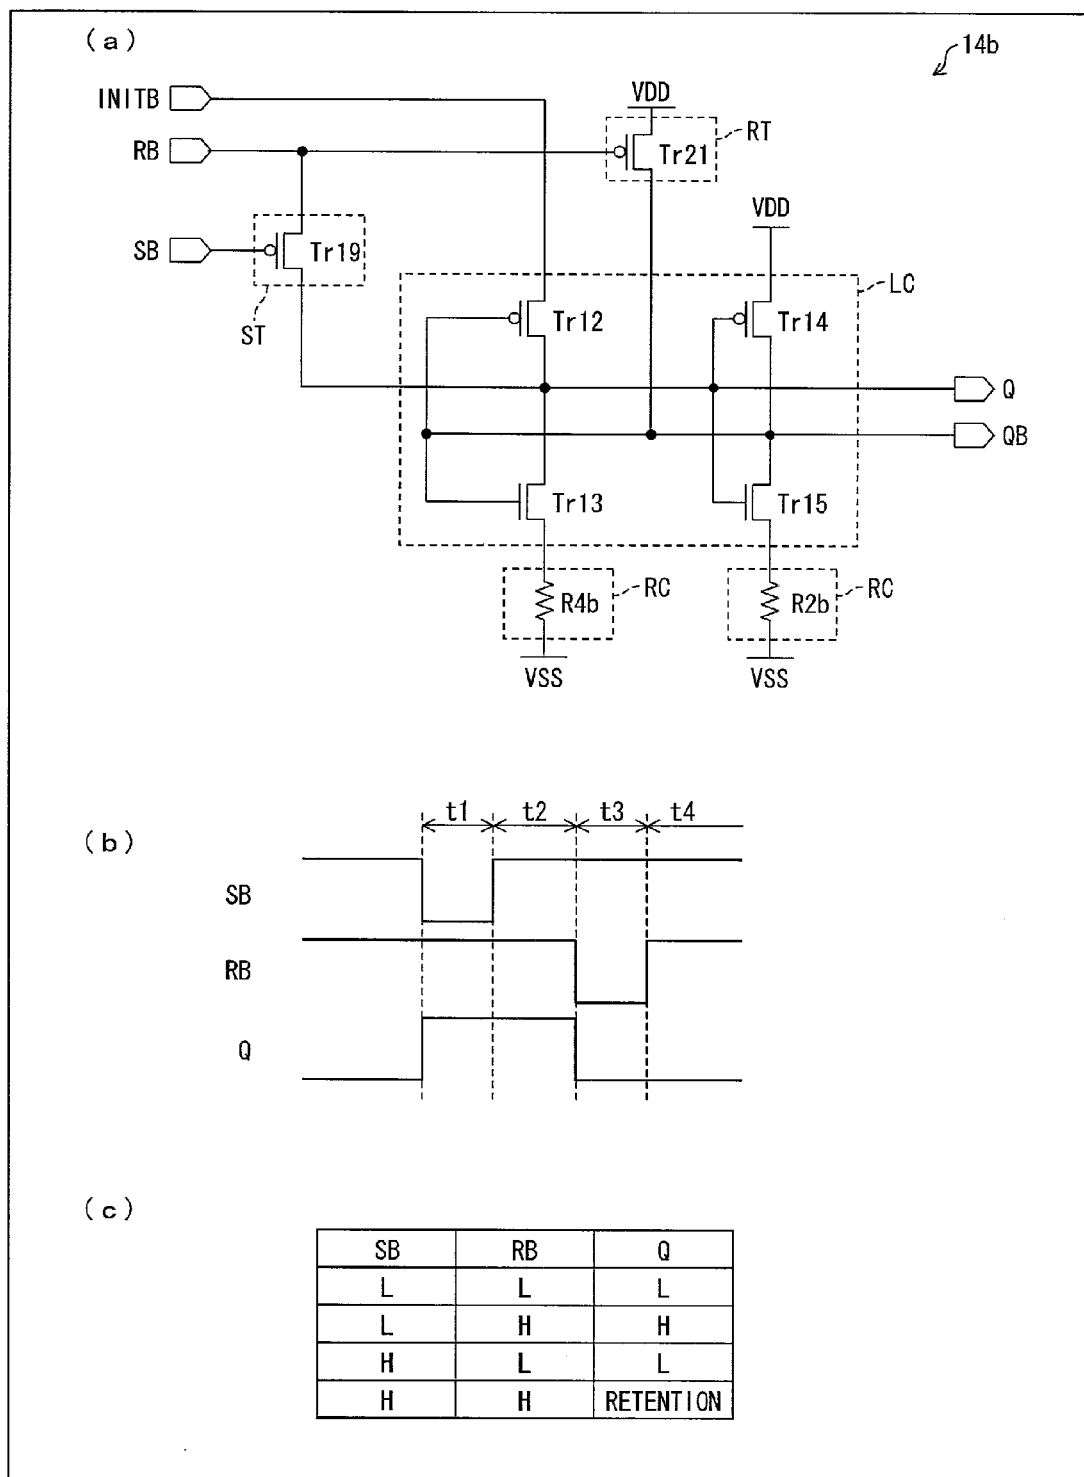 (a)
14b
INITB
VDD
RT
RB
Tr21
VDD
SB
Tr19
LC
ST
Tr12
Tr14
Q
QB
Tr13
Tr15
R4b
RC
R2b
RC
VSS
VSS
(b)
t1 t2 t3 t4
SB
RB
Q
(c)
SB RB Q
L L L
L H H
H L L
H H RETENTION